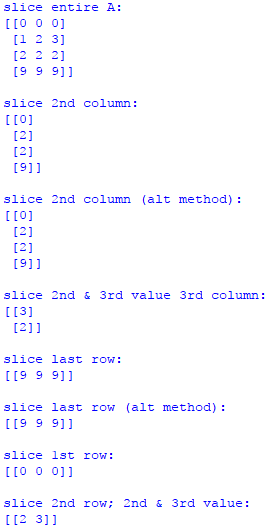 slice entire A:
[[0 0 0]
 [1 2 3]
 [2 2 2]
 [9 9 9]]
slice 2nd column:
[[0]
 [2]
 [2]
 [9]]
slice 2nd column (alt method):
[[0]
 [2]
 [2]
 [9]]
slice 2nd & 3rd value 3rd column:
[[3]
 [2]]
slice last row:
[[9 9 9]]
slice last row (alt method):
[[9 9 9]]
slice 1st row:
[[0 0 0]]
slice 2nd row; 2nd & 3rd value:
[[2 3]]